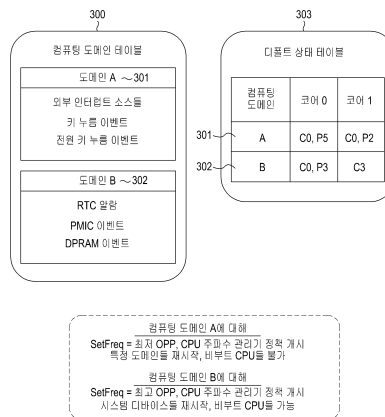 300
컴퓨팅 도메인 테이블
도메인 A ~301
외부 인터럽트 소스들
키 누름 이벤트
전원 키 누름 이벤트
도메인 B ~302
RTC 알람
PMIC 이벤트
DPRAM 이벤트
303
디폴트 상태 테이블
컴퓨팅 도메인 코어 0 코어 1
301 A C0, P5 C0, P2
302 B C0, P3 C3
컴퓨팅 도메인 A에 대해
SetFreq = 최저 OPP, CPU 주파수 관리기 정책 개시
특정 도메인들 재시작, 비부트 CPU들 불가
컴퓨팅 도메인 B에 대해
SetFreq = 최고 OPP, CPU 주파수 관리기 정책 개시
시스템 디바이스들 재시작, 비부트 CPU들 가능